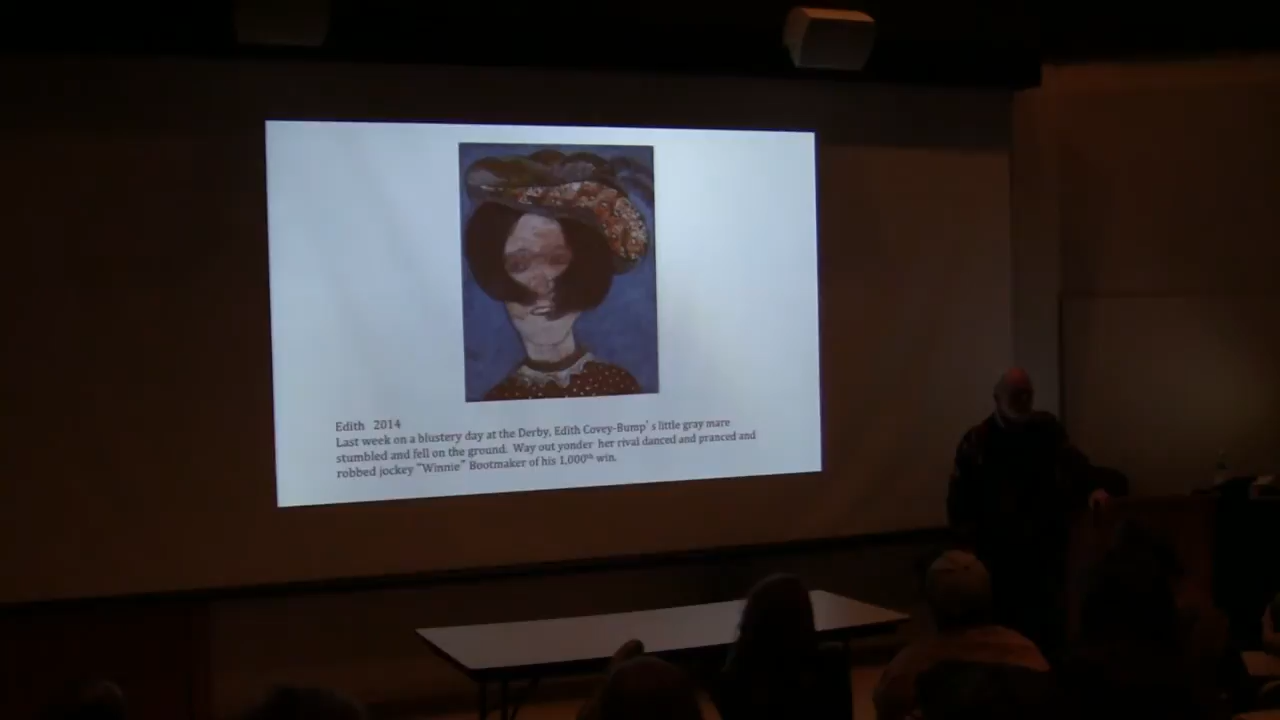 Edith 2014
Last week on a blustery day at the Derby, Edith Covey-Bump's little gray mare
stumbled and fell on the ground. Way out yonder her rival danced and pranced and
robbed jockey "Winnie" Bootmaker of his 1,000th win.